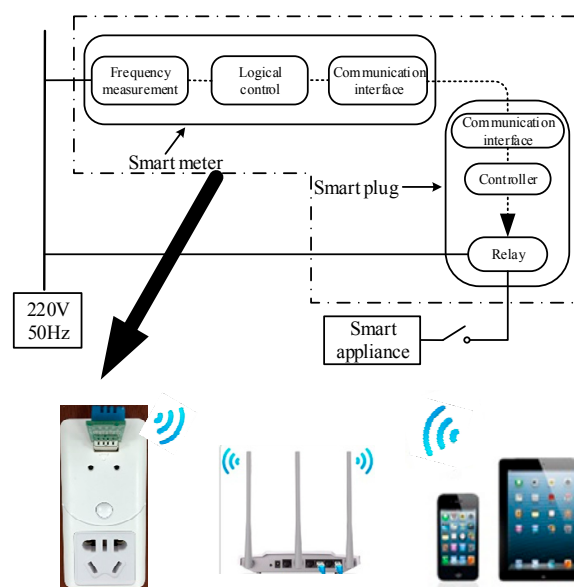 Frequency
measurement
Logical
control
Communication
interface
Smart meter
Communication
interface
Smart plug
Controller
Relay
220V
50Hz
Smart
appliance